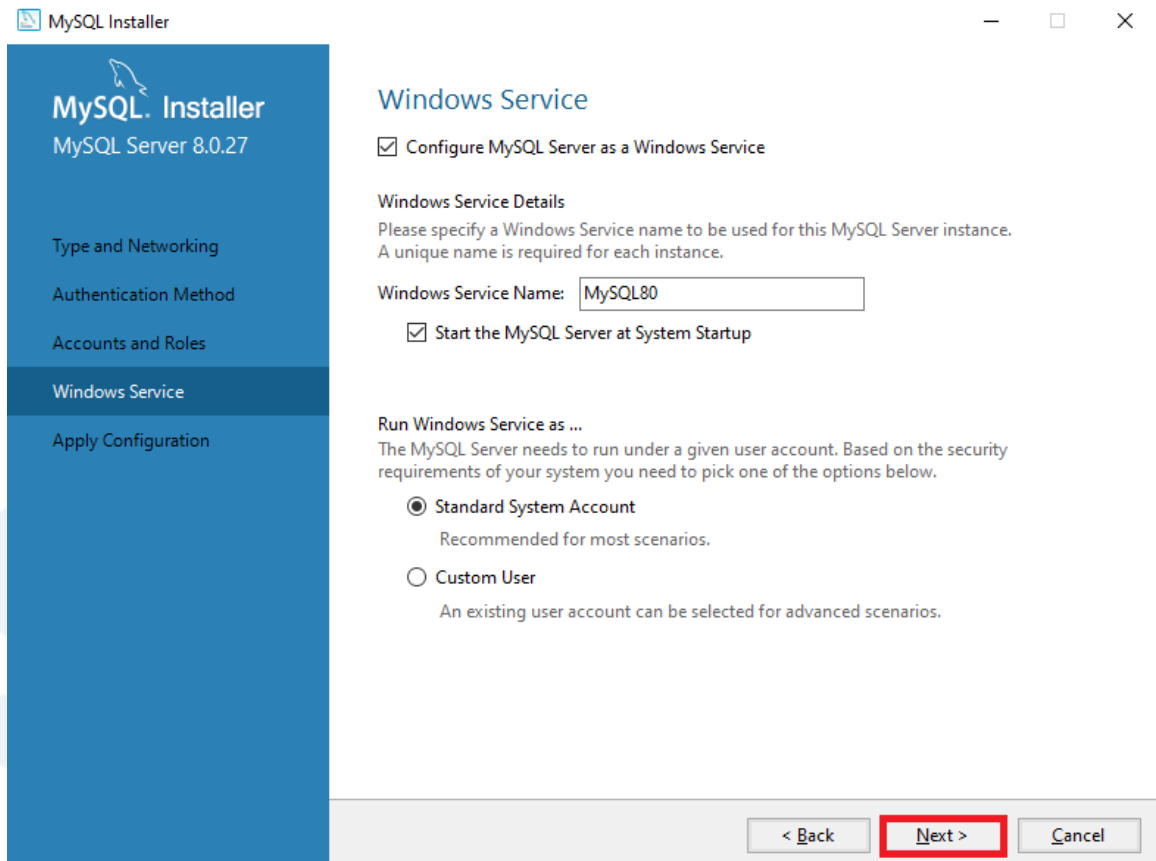 MySQL Installer
MySQL. Installer
MySQL Server 8.0.27
Type and Networking
Authentication Method
Accounts and Roles
Windows Service
Apply Configuration
Windows Service
Configure MySQL Server as a Windows Service
Windows Service Details
Please specify a Windows Service name to be used for this MySQL Server instance.
A unique name is required for each instance.
Windows Service Name: MySQL80
Start the MySQL Server at System Startup
Run Windows Service as ...
The MySQL Server needs to run under a given user account. Based on the security
requirements of your system you need to pick one of the options below.
Standard System Account
Recommended for most scenarios.
Custom User
An existing user account can be selected for advanced scenarios.
< Back Next > Cancel